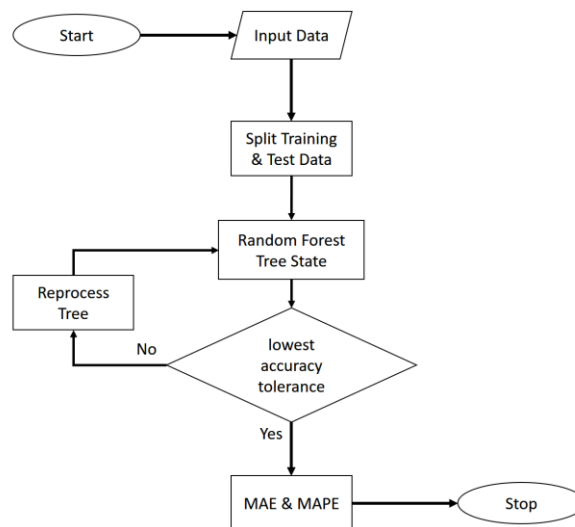 Start
Input Data
Split Training
& Test Data
Random Forest
Tree State
Reprocess
Tree
No
lowest
accuracy
tolerance
Yes
MAE & MAPE
Stop